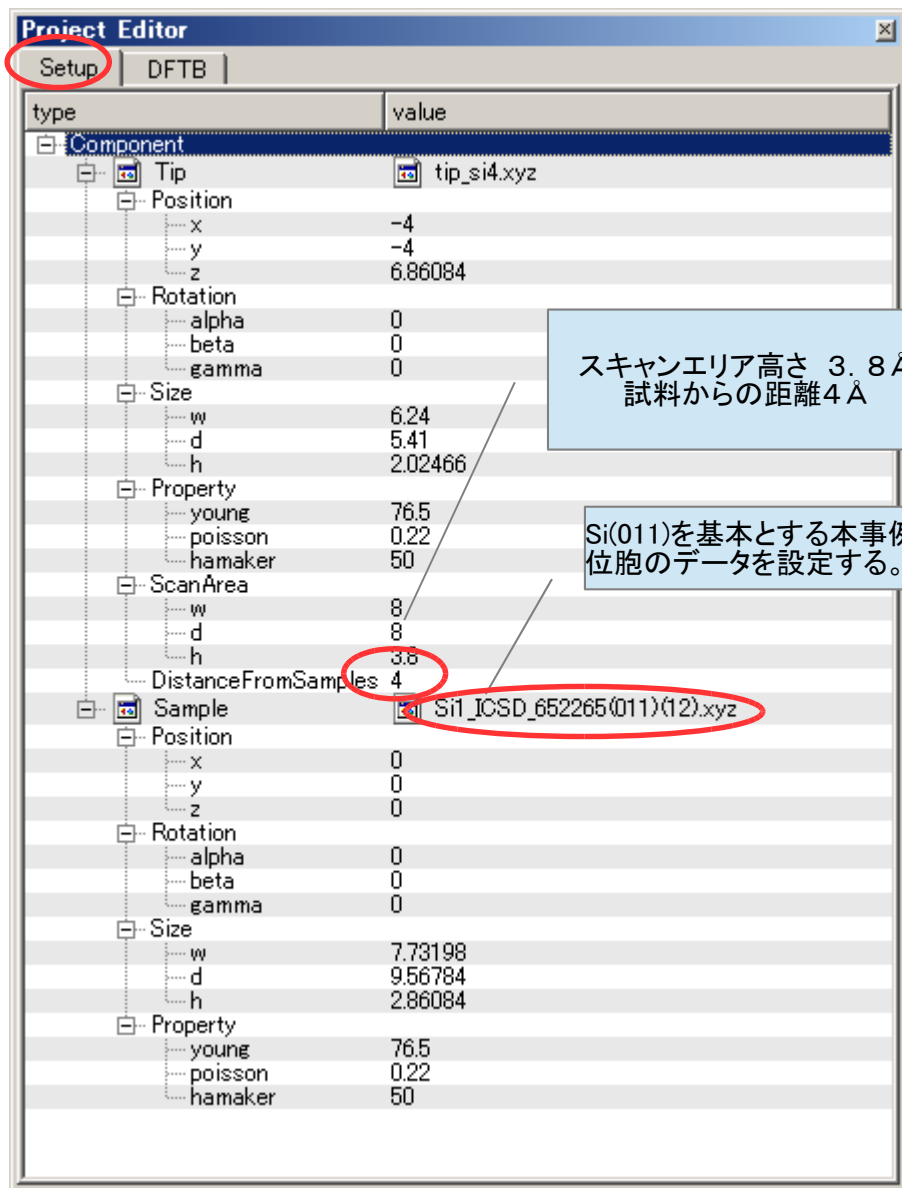 Project Editor
Setup DFTB
type value
Component
Tip tip_si4.xyz
Position
x -4
y -4
z 6.86084
Rotation
alpha 0
beta 0
gamma 0
Size
w 6.24
d 5.41
h 2.02466
Property
young 76.5
poisson 0.22
hamaker 50
ScanArea
w 8
d 8
h 3.8
DistanceFromSamples 4
Sample Si1_ICSD_652265(011)(12).xyz
Position
x 0
y 0
z 0
Rotation
alpha 0
beta 0
gamma 0
Size
w 7.73198
d 9.56784
h 2.86084
Property
young 76.5
poisson 0.22
hamaker 50
スキャンエリア高さ 3.8Å
試料からの距離4Å
Si(011)を基本とする本事例
位胞のデータを設定する。